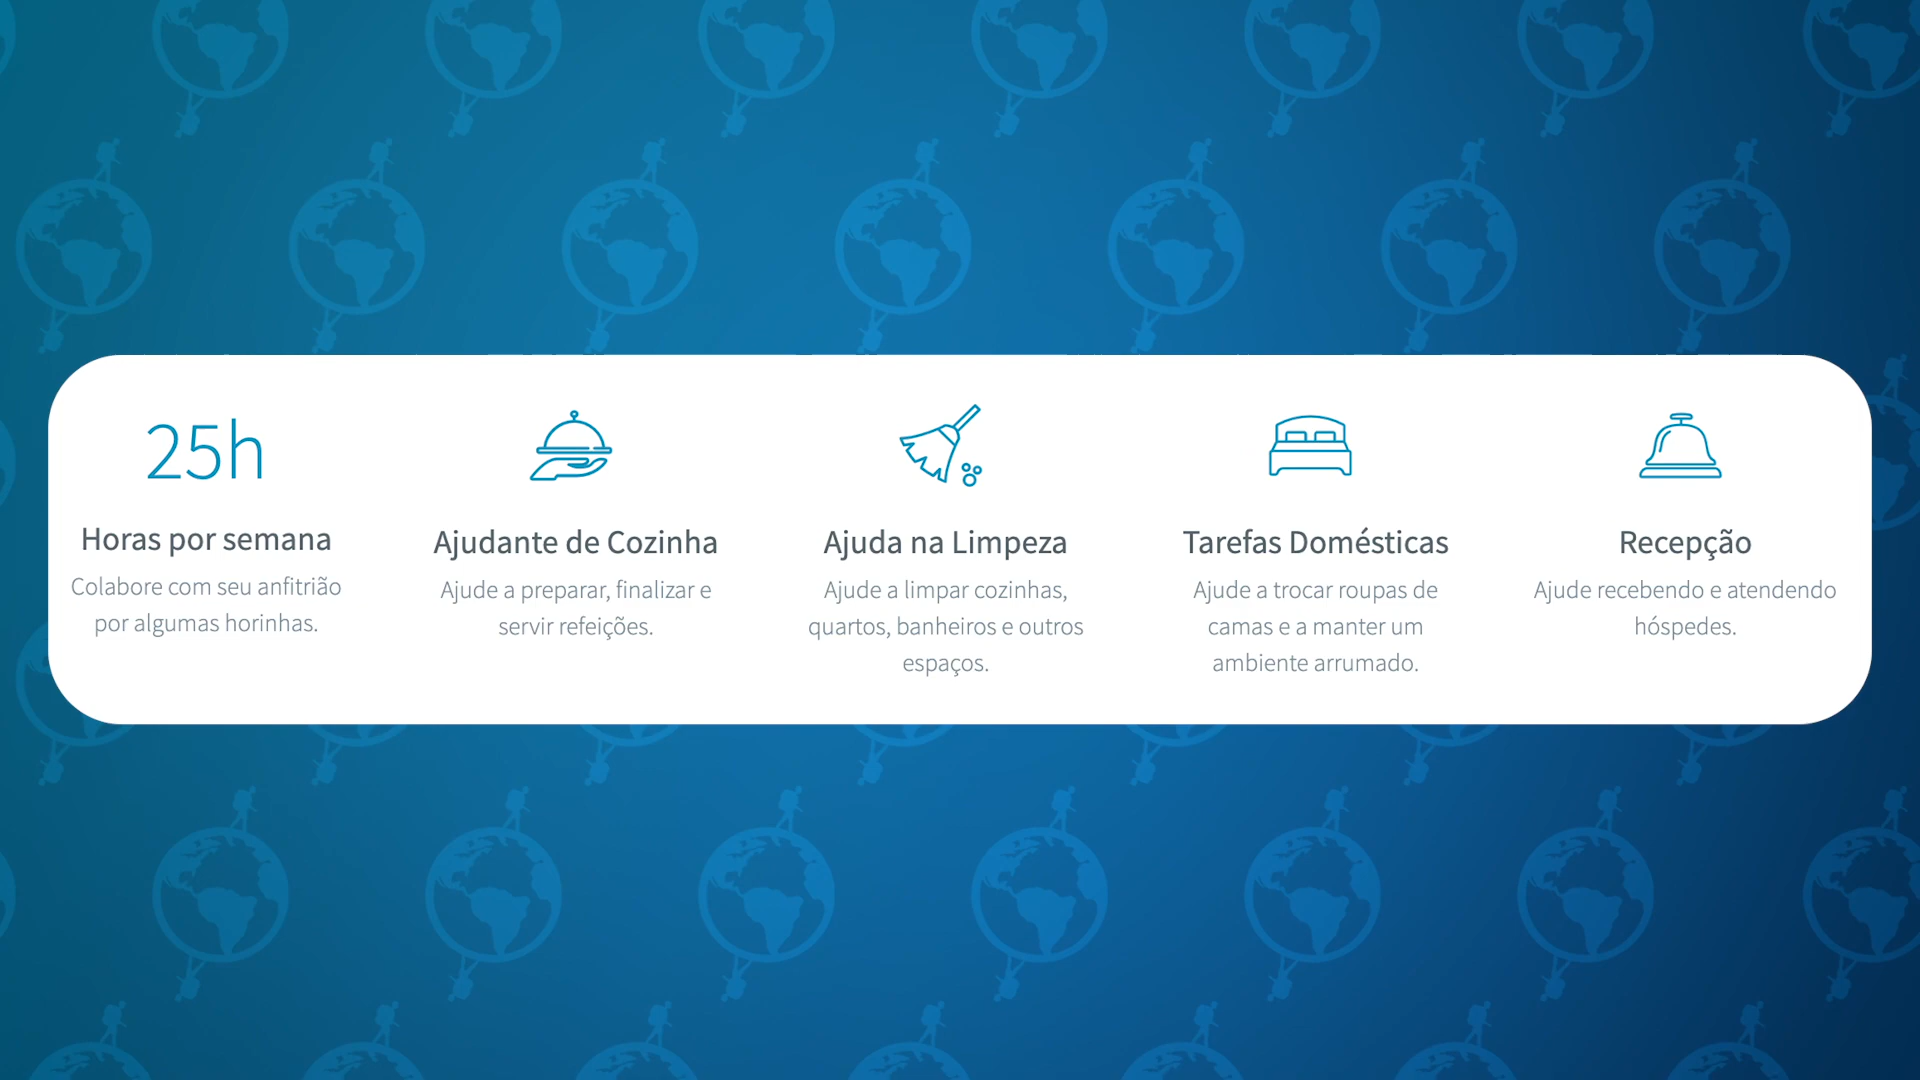 25h
Horas por semana
Colabore com seu anfitrião
por algumas horinhas.
Ajudante de Cozinha
Ajude a preparar, finalizar e
servir refeições.
Ajuda na Limpeza
Ajude a limpar cozinhas,
quartos, banheiros e outros
espaços.
Tarefas Domésticas
Ajude a trocar roupas de
camas e a manter um
ambiente arrumado.
Recepção
Ajude recebendo e atendendo
hóspedes.